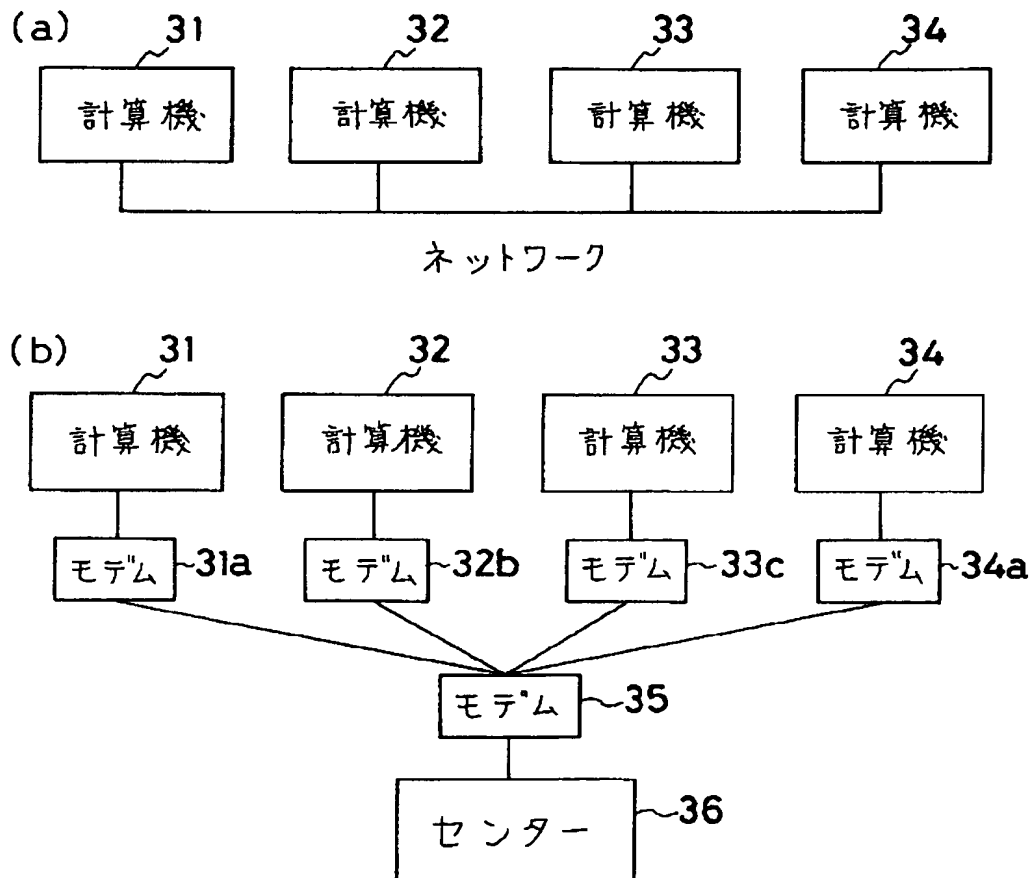 (a) 31 32 33 34
計算機 計算機 計算機 計算機
ネットワーク
(b) 31 32 33 34
計算機 計算機 計算機 計算機
モデム 31a モデム 32b モデム 33c モデム 34a
モデム 35
センター 36